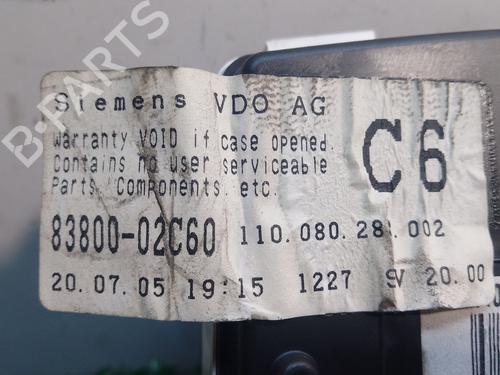 B-PARTS
Siemens VDO AG
Warranty VOID if case opened.
Contains no user serviceable
Parts, Components etc.
C6
83800-02C60 110.080.28.002
20.07.05 19:15 1227 SV 20.00